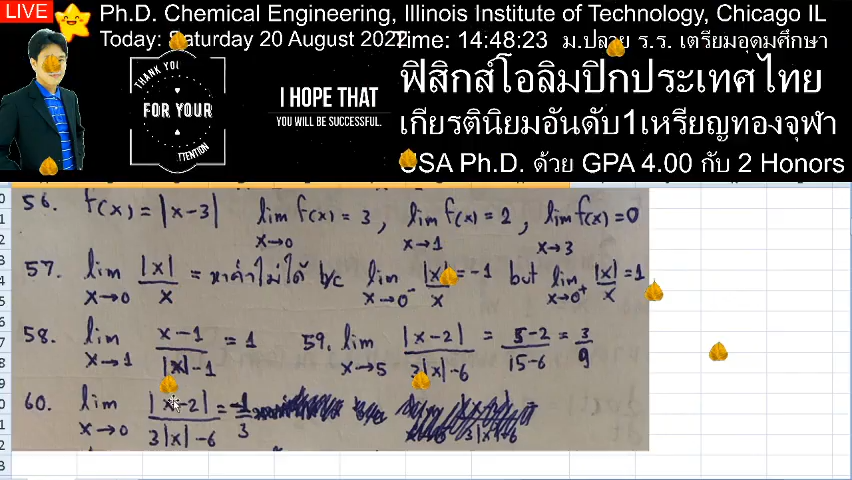 LIVE
Ph.D. Chemical Engineering, Illinois Institute of Technology, Chicago IL
Today: Saturday 20 August 2022 Time: 14:48:23 ม.ปลาย ร.ร. เตรียมอุดมศึกษา
THANK YOU
FOR YOUR
ATTENTION
I HOPE THAT
YOU WILL BE SUCCESSFUL.
ฟิสิกส์โอลิมปิกประเทศไทย
เกียรตินิยมอันดับ1เหรียญทองจุฬา
USA Ph.D. ด้วย GPA 4.00 กับ 2 Honors
56. f(x) = |x-3| lim x→0 f(x) = 3, lim x→1 f(x) = 2, lim x→3 f(x) = 0
57. lim x→0 |x|/x = หาค่าไม่ได้ b/c lim x→0⁻ |x|/x = -1 but lim x→0⁺ |x|/x = 1
58. lim x→1 x-1/|x|-1 = 1 59. lim x→5 |x-2|/3|x|-6 = 5-2/15-6 = 3/9
60. lim x→0 |x-2|/3|x|-6 = -1/3